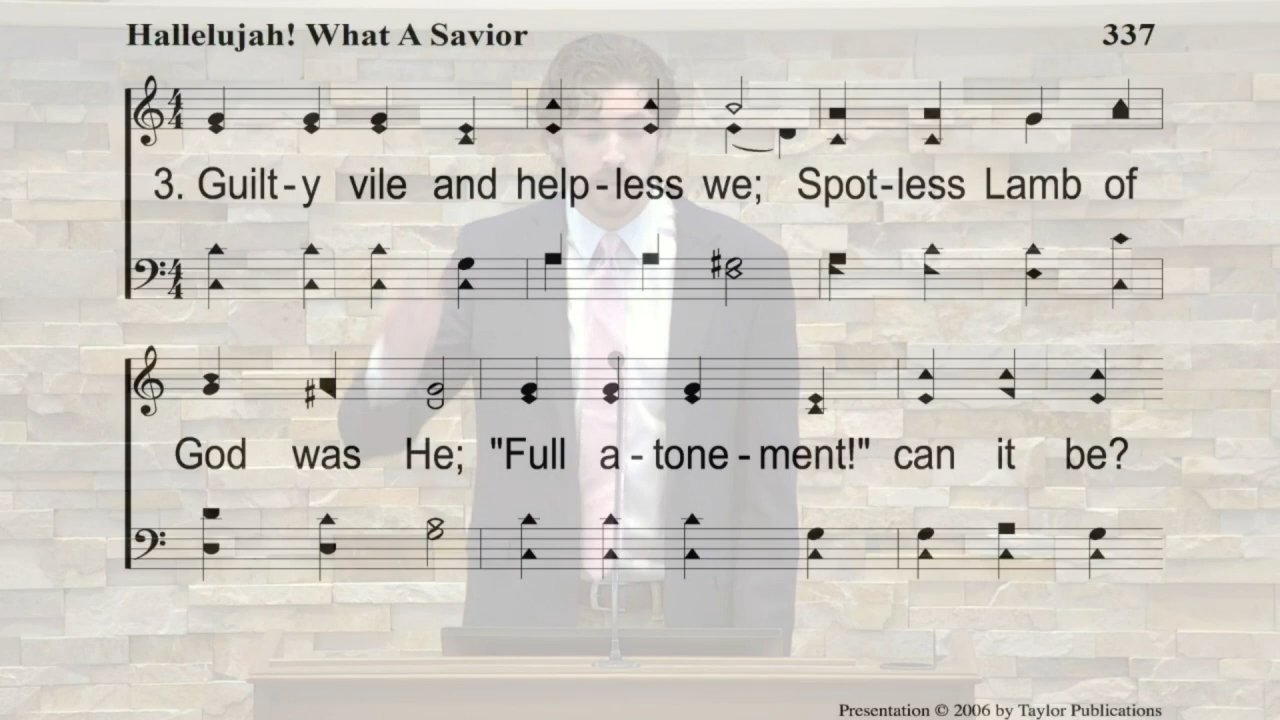 Hallelujah! What A Savior 337
3. Guilt-y vile and help-less we; Spot-less Lamb of
God was He; "Full a-tone-ment!" can it be?
Presentation © 2006 by Taylor Publications